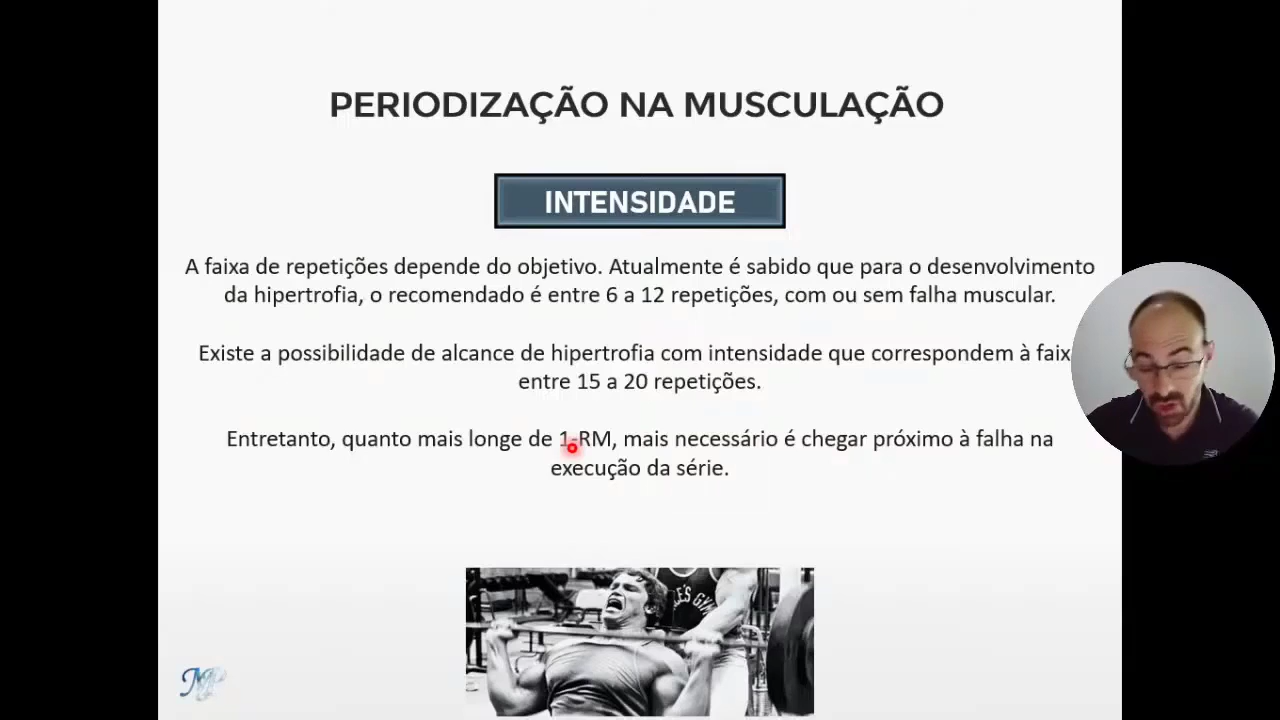 PERIODIZAÇÃO NA MUSCULAÇÃO
INTENSIDADE
A faixa de repetições depende do objetivo. Atualmente é sabido que para o desenvolvimento
da hipertrofia, o recomendado é entre 6 a 12 repetições, com ou sem falha muscular.
Existe a possibilidade de alcance de hipertrofia com intensidade que correspondem à faix
entre 15 a 20 repetições.
Entretanto, quanto mais longe de 1-RM, mais necessário é chegar próximo à falha na
execução da série.
LE'S GYM
MP